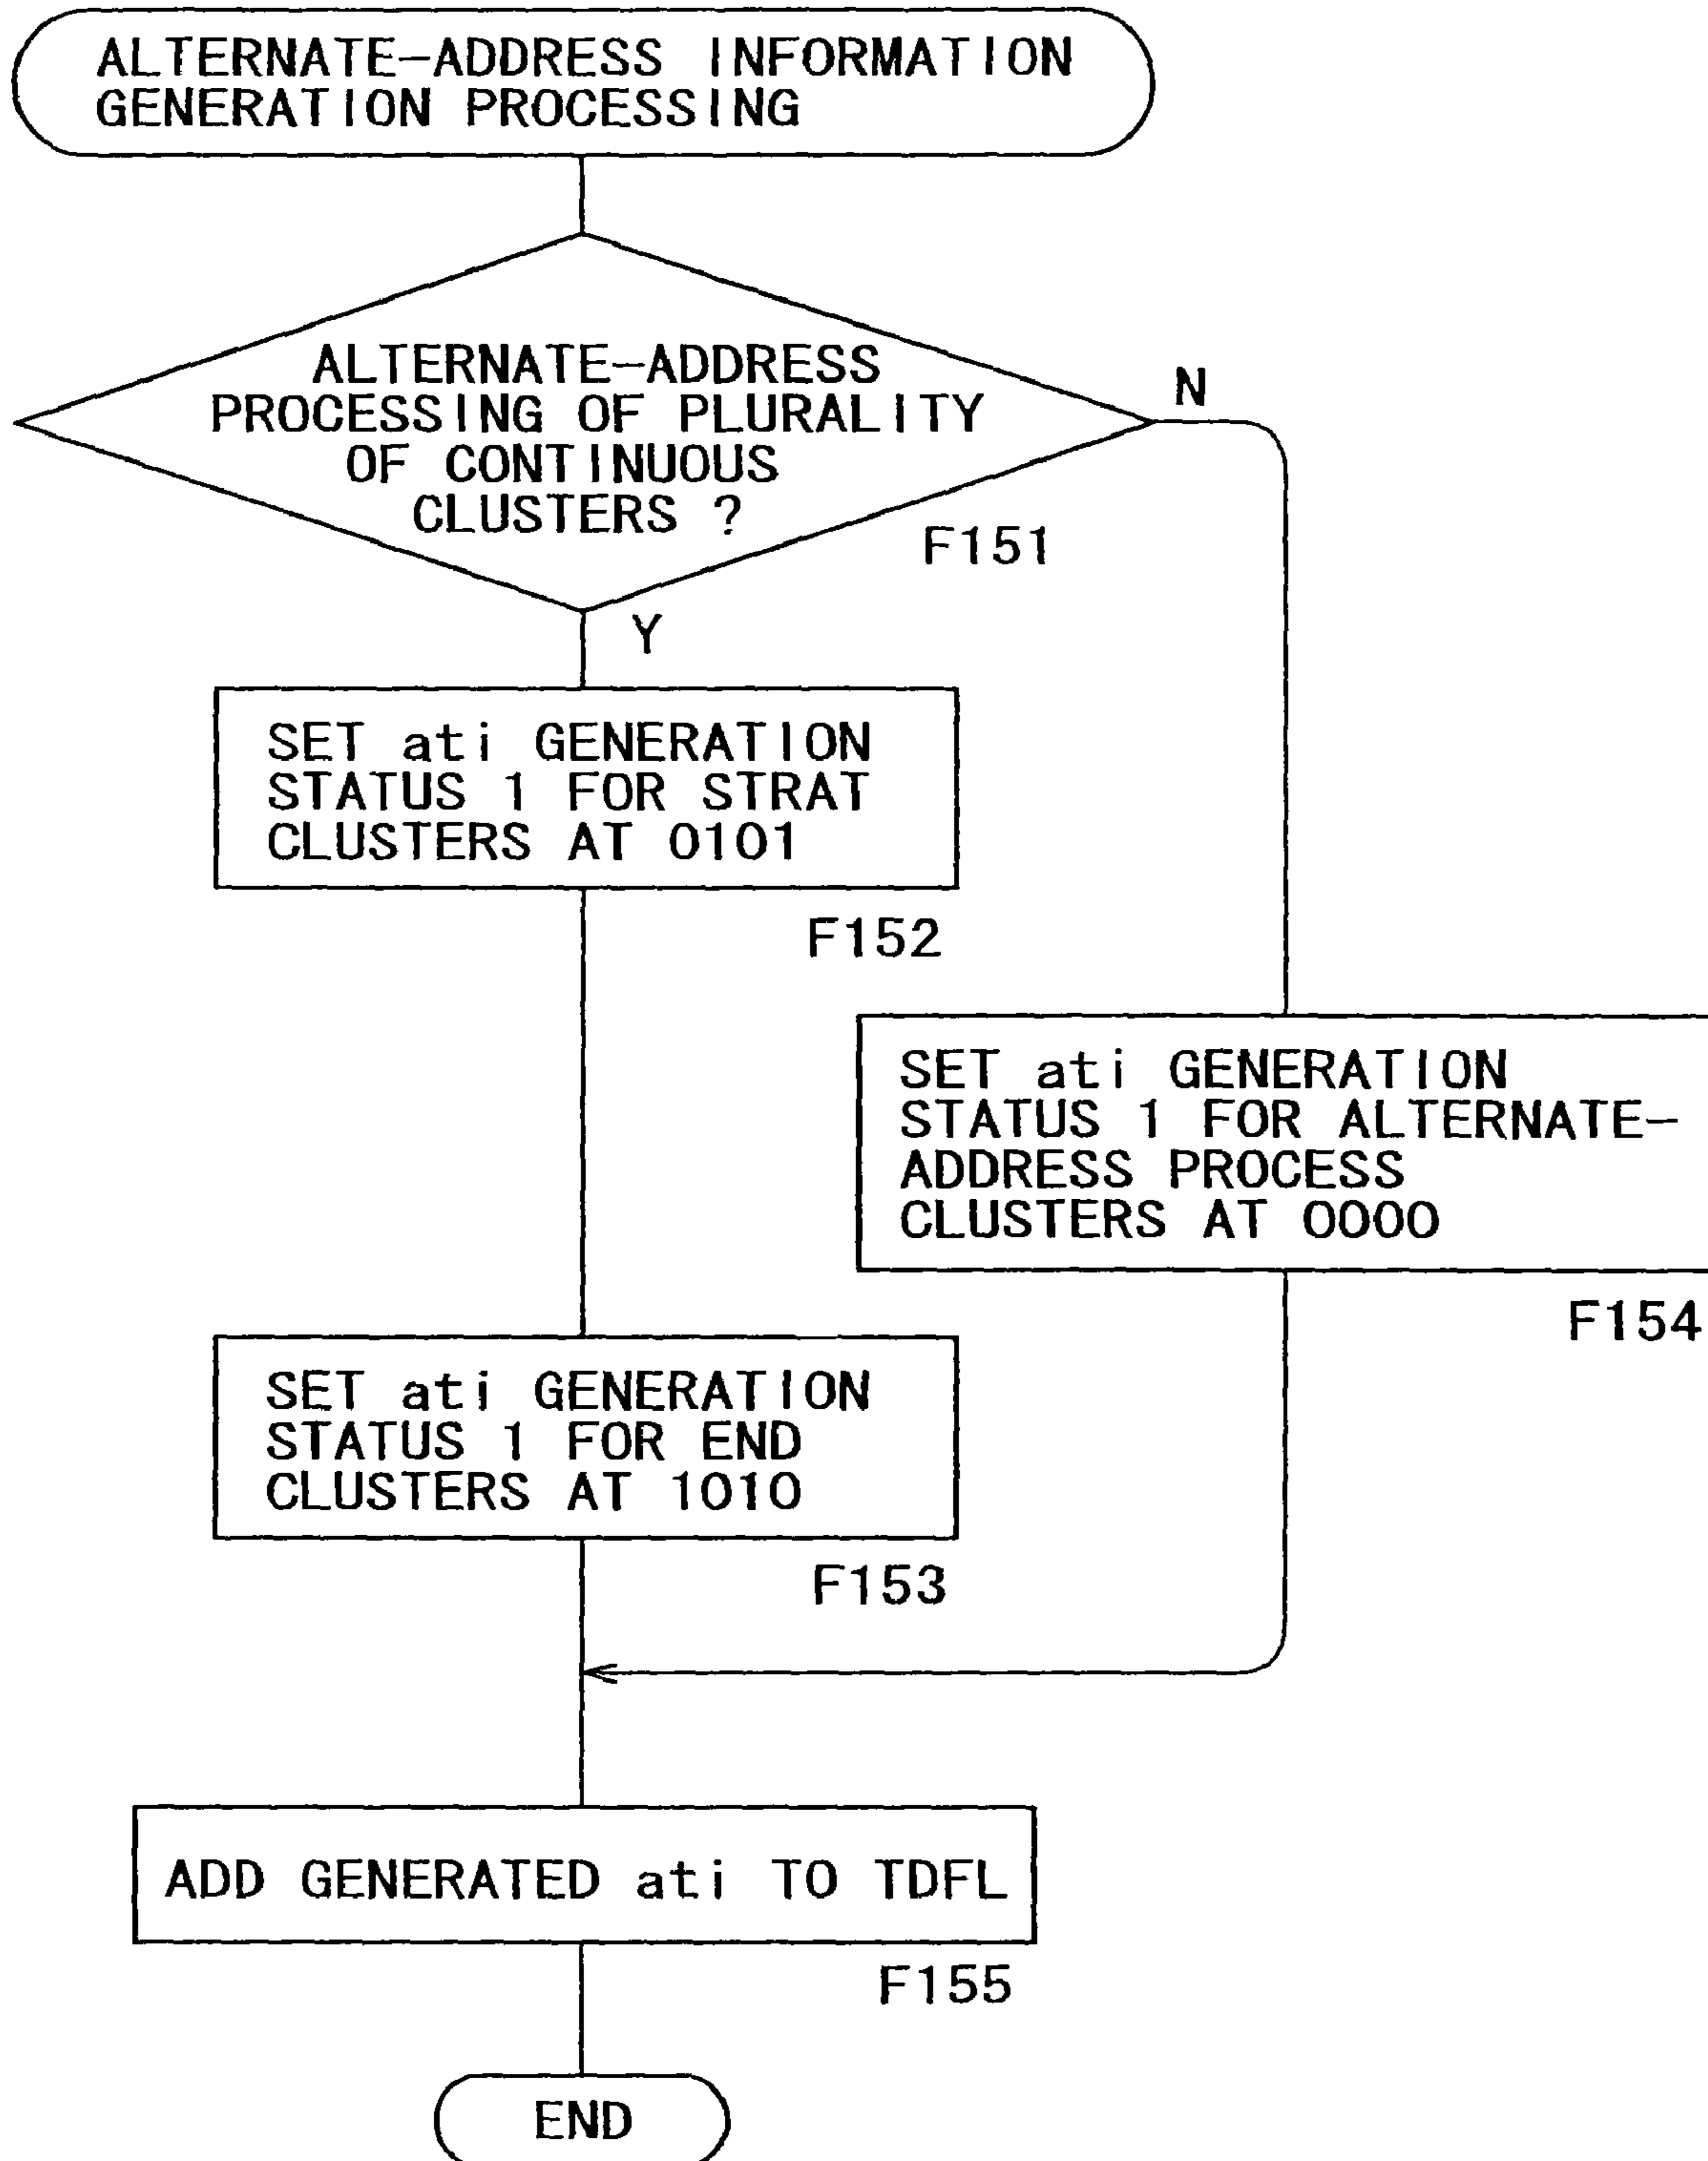 ALTERNATE-ADDRESS INFORMATION
GENERATION PROCESSING
ALTERNATE-ADDRESS
PROCESSING OF PLURALITY
OF CONTINUOUS
CLUSTERS ?
N
F151
Y
SET ati GENERATION
STATUS 1 FOR STRAT
CLUSTERS AT 0101
F152
SET ati GENERATION
STATUS 1 FOR ALTERNATE-
ADDRESS PROCESS
CLUSTERS AT 0000
F154
SET ati GENERATION
STATUS 1 FOR END
CLUSTERS AT 1010
F153
ADD GENERATED ati TO TDFL
F155
END